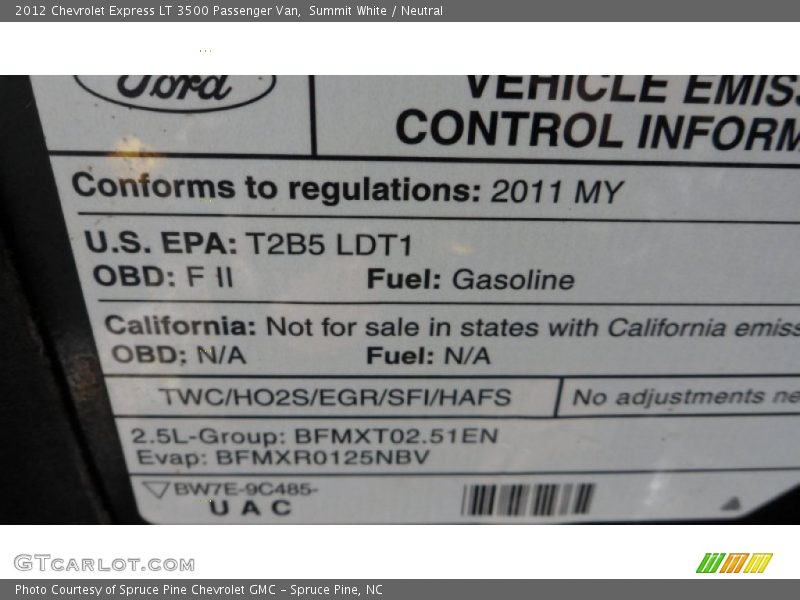 2012 Chevrolet Express LT 3500 Passenger Van, Summit White / Neutral
Ford
VEHICLE EMISS
CONTROL INFORM
Conforms to regulations: 2011 MY
U.S. EPA: T2B5 LDT1
OBD: F II Fuel: Gasoline
California: Not for sale in states with California emiss
OBD: N/A Fuel: N/A
TWC/HO2S/EGR/SFI/HAFS No adjustments ne
2.5L-Group: BFMXT02.51EN
Evap: BFMXR0125NBV
BW7E-9C485-
U A C
GTCARLOT.COM
Photo Courtesy of Spruce Pine Chevrolet GMC – Spruce Pine, NC